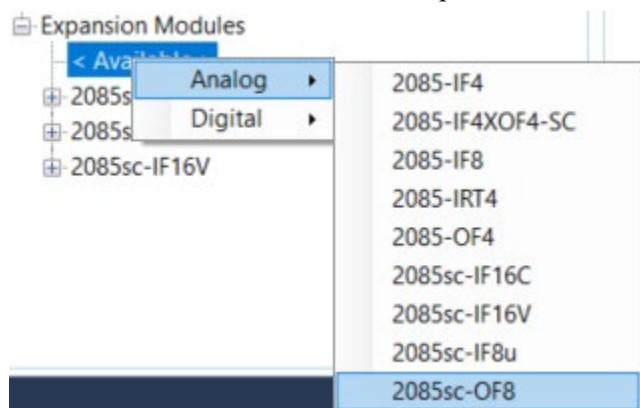 Expansion Modules
< Ava
2085s
2085s
2085sc-IF16V
Analog
Digital
2085-IF4
2085-IF4XOF4-SC
2085-IF8
2085-IRT4
2085-OF4
2085sc-IF16C
2085sc-IF16V
2085sc-IF8u
2085sc-OF8